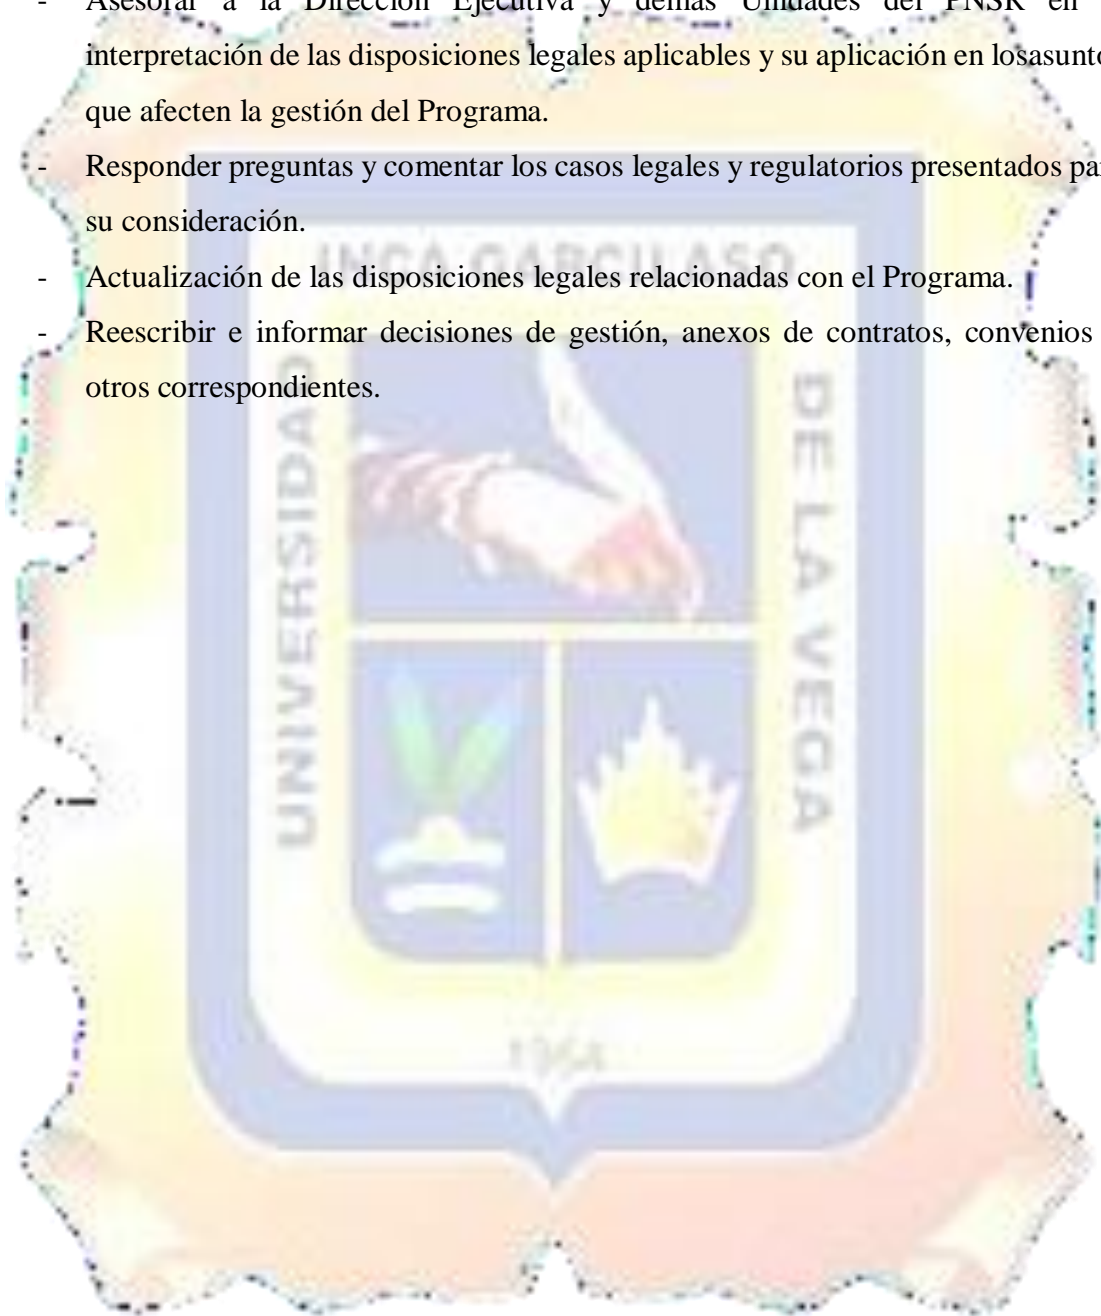 - Asesorar a la Dirección Ejecutiva y demás Unidades del PNSR en
interpretación de las disposiciones legales aplicables y su aplicación en losasunto
que afecten la gestión del Programa.
- Responder preguntas y comentar los casos legales y regulatorios presentados
su consideración.
- Actualización de las disposiciones legales relacionadas con el Programa.
- Reescribir e informar decisiones de gestión, anexos de contratos, convenios
otros correspondientes.
INCA GARCILASO
UNIVERSIDAD
DE LA VEGA
1964